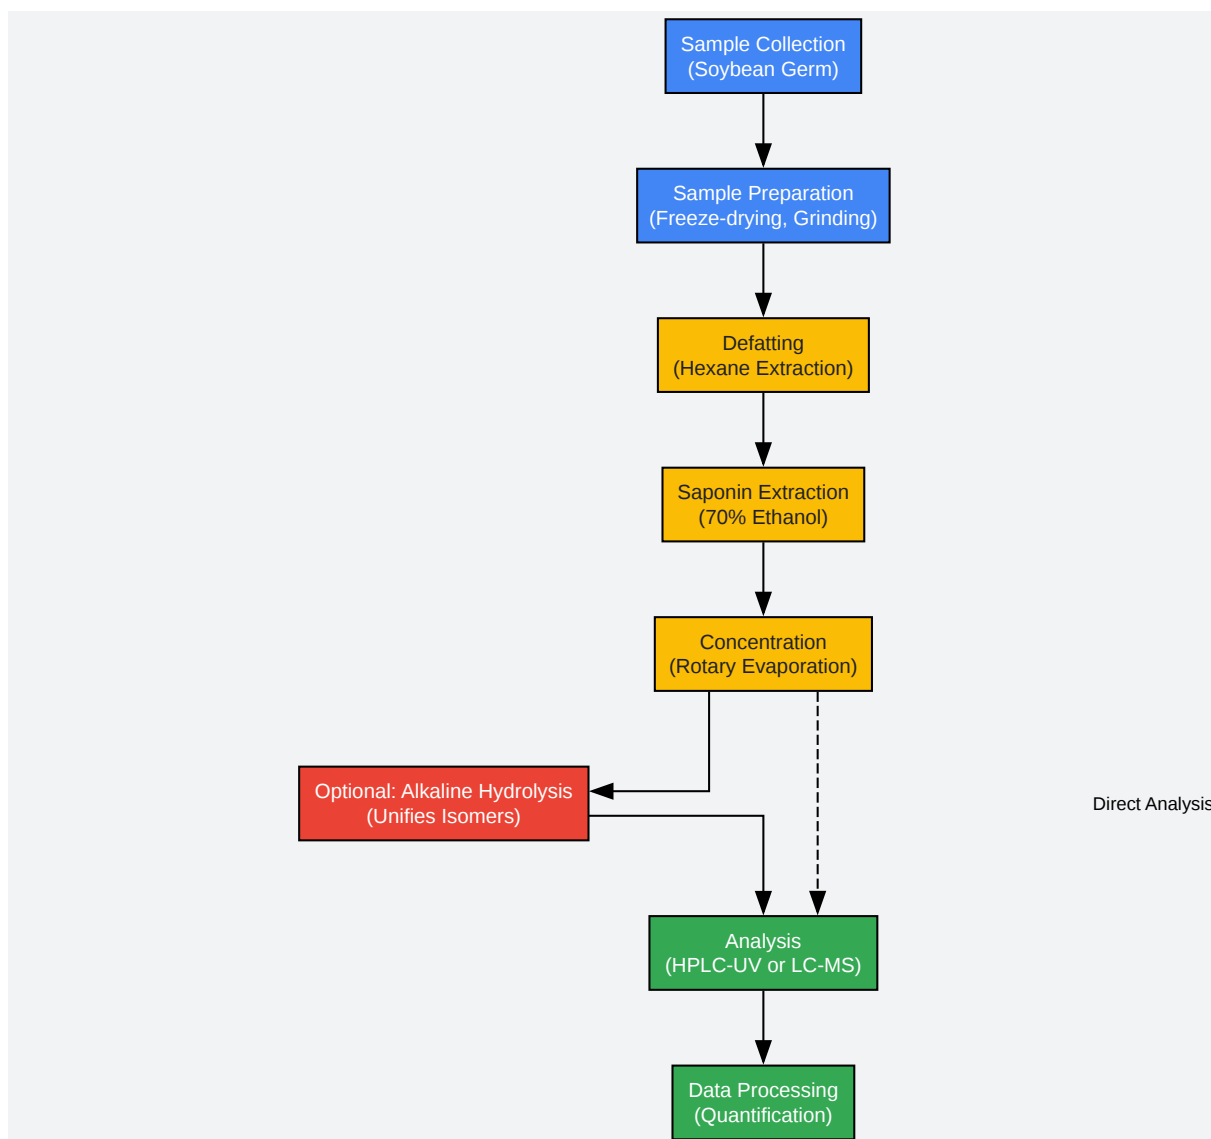 Sample Collection
(Soybean Germ)
Sample Preparation
(Freeze-drying, Grinding)
Defatting
(Hexane Extraction)
Saponin Extraction
(70% Ethanol)
Concentration
(Rotary Evaporation)
Optional: Alkaline Hydrolysis
(Unifies Isomers)
Direct Analysis
Analysis
(HPLC-UV or LC-MS)
Data Processing
(Quantification)